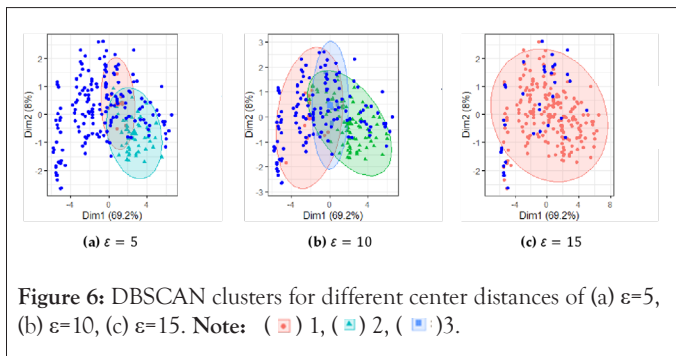 2
1
0
-1
-2
Dim2 (8%)
-4
0
4
Dim1 (69.2%)
(a) ε = 5
3
2
1
0
-1
-2
-3
Dim2 (8%)
-4
0
4
Dim1 (69.2%)
(b) ε = 10
2
1
0
-1
-2
Dim2 (8%)
-4
0
4
8
Dim1 (69.2%)
(c) ε = 15
Figure 6: DBSCAN clusters for different center distances of (a) ε=5,
(b) ε=10, (c) ε=15. Note: ( ) 1, ( ) 2, ( )3.